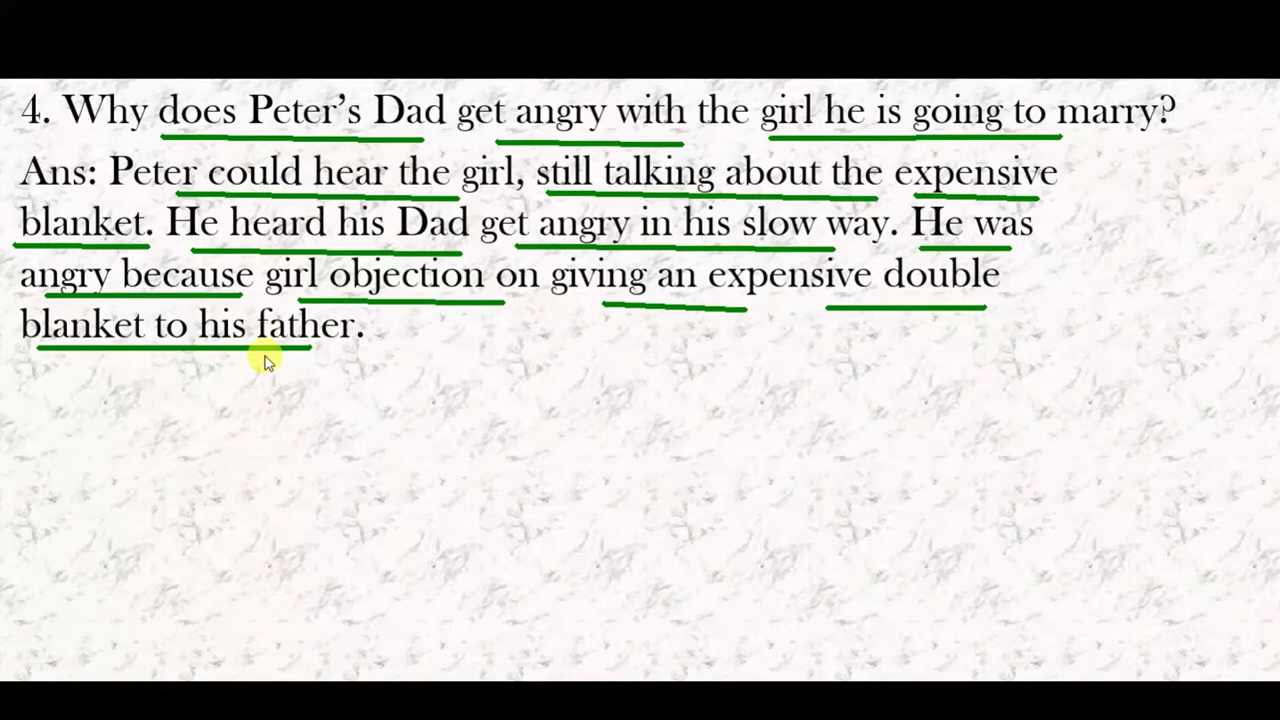 4. Why does Peter’s Dad get angry with the girl he is going to marry?
Ans: Peter could hear the girl, still talking about the expensive
blanket. He heard his Dad get angry in his slow way. He was
angry because girl objection on giving an expensive double
blanket to his father.